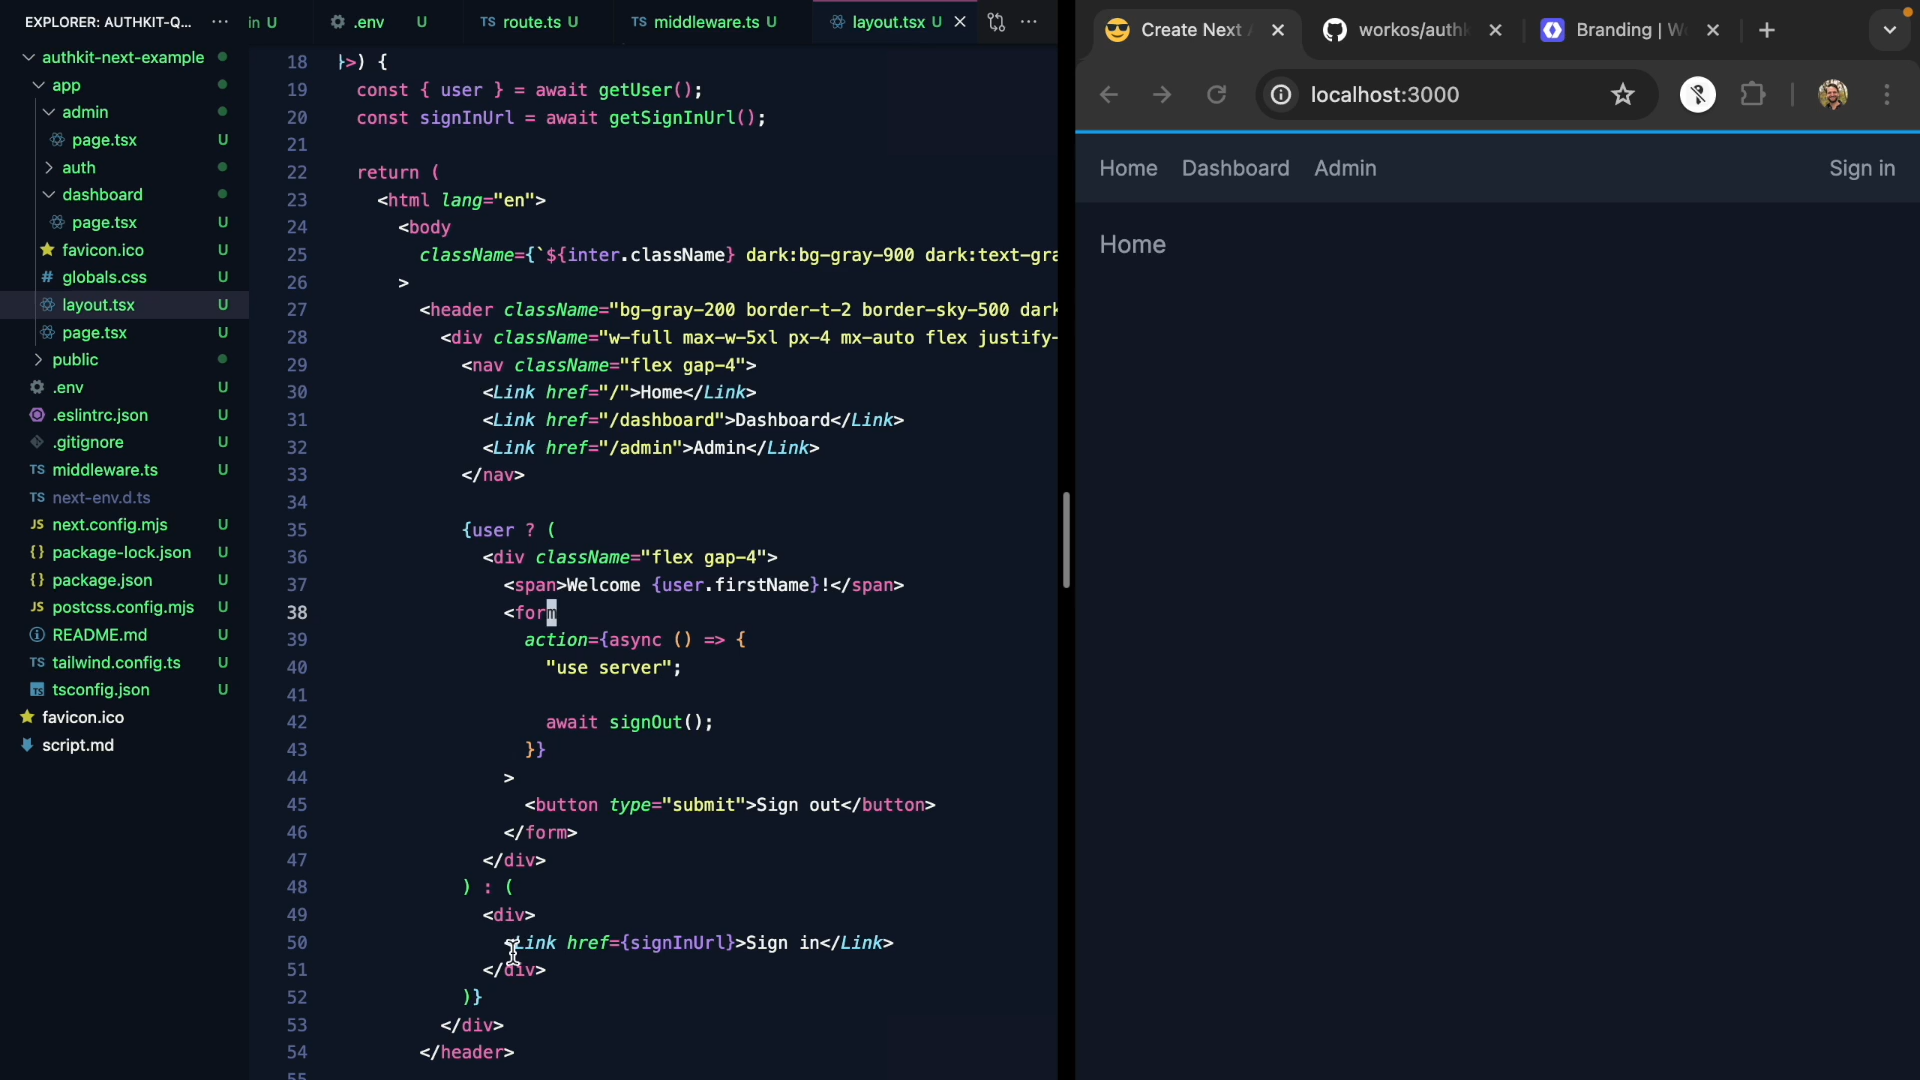 EXPLORER: AUTHKIT-Q... ···
authkit-next-example
app
admin
page.tsx U
auth
dashboard
page.tsx U
favicon.ico U
# globals.css U
layout.tsx U
page.tsx U
public
.env U
.eslintrc.json U
.gitignore U
TS middleware.ts U
TS next-env.d.ts
JS next.config.mjs U
{} package-lock.json U
{} package.json U
JS postcss.config.mjs U
README.md U
TS tailwind.config.ts U
TS tsconfig.json U
favicon.ico
script.md
in U .env U TS route.ts U TS middleware.ts U layout.tsx U ···
18 }>) {
19 const { user } = await getUser();
20 const signInUrl = await getSignInUrl();
21
22 return (
23 <html lang="en">
24 <body
25 className={`${inter.className} dark:bg-gray-900 dark:text-gra
26 >
27 <header className="bg-gray-200 border-t-2 border-sky-500 dark
28 <div className="w-full max-w-5xl px-4 mx-auto flex justify-
29 <nav className="flex gap-4">
30 <Link href="/">Home</Link>
31 <Link href="/dashboard">Dashboard</Link>
32 <Link href="/admin">Admin</Link>
33 </nav>
34
35 {user ? (
36 <div className="flex gap-4">
37 <span>Welcome {user.firstName}!</span>
38 <form
39 action={async () => {
40 "use server";
41
42 await signOut();
43 }}
44 >
45 <button type="submit">Sign out</button>
46 </form>
47 </div>
48 ) : (
49 <div>
50 <Link href={signInUrl}>Sign in</Link>
51 </div>
52 )}
53 </div>
54 </header>
55
Create Next A workos/authk Branding | Wo
localhost:3000
Home Dashboard Admin Sign in
Home